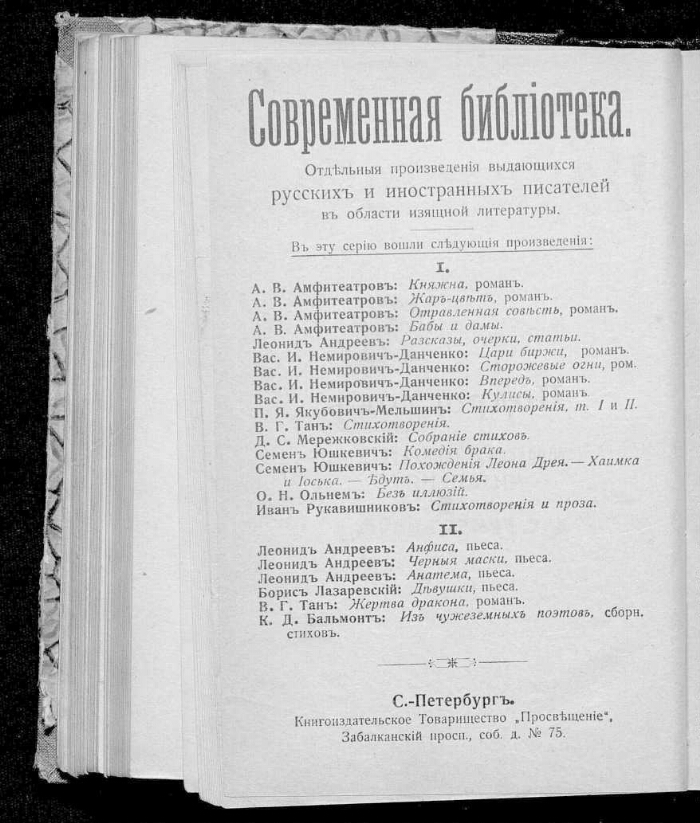 Современная библіотека.
Отдѣльныя произведенія выдающихся
русскихъ и иностранныхъ писателей
въ области изящной литературы.
Въ эту серію вошли слѣдующія произведенія:
I.
А. В. Амфитеатровъ: Княжна, романъ.
А. В. Амфитеатровъ: Жаръ-цвѣтъ, романъ.
А. В. Амфитеатровъ: Отравленная совѣсть, романъ.
А. В. Амфитеатровъ: Бабы и дамы.
Леонидъ Андреевъ: Разсказы, очерки, статьи.
Вас. И. Немировичъ-Данченко: Цари биржи, романъ.
Вас. И. Немировичъ-Данченко: Сторожевые огни, ром.
Вас. И. Немировичъ-Данченко: Впередъ, романъ.
Вас. И. Немировичъ-Данченко: Кулисы, романъ.
П. Я. Якубовичъ-Мельшинъ: Стихотворенія, т. I и II.
В. Г. Танъ: Стихотворенія.
Д. С. Мережковскій: Собраніе стиховъ.
Семенъ Юшкевичъ: Комедія брака.
Семенъ Юшкевичъ: Похожденія Леона Дрея. — Хаимка
и Іоська. — Ѣдутъ. — Семья.
О. Н. Ольнемъ: Безъ иллюзій.
Иванъ Рукавишниковъ: Стихотворенія и проза.
II.
Леонидъ Андреевъ: Анфиса, пьеса.
Леонидъ Андреевъ: Черныя маски, пьеса.
Леонидъ Андреевъ: Анатема, пьеса.
Борисъ Лазаревскій: Дѣвушки, пьеса.
В. Г. Танъ: Жертва дракона, романъ.
К. Д. Бальмонтъ: Изъ чужеземныхъ поэтовъ, сборн.
стиховъ.
С.-Петербургъ.
Книгоиздательское Товарищество „Просвѣщеніе",
Забалканскій просп., соб. д. № 75.